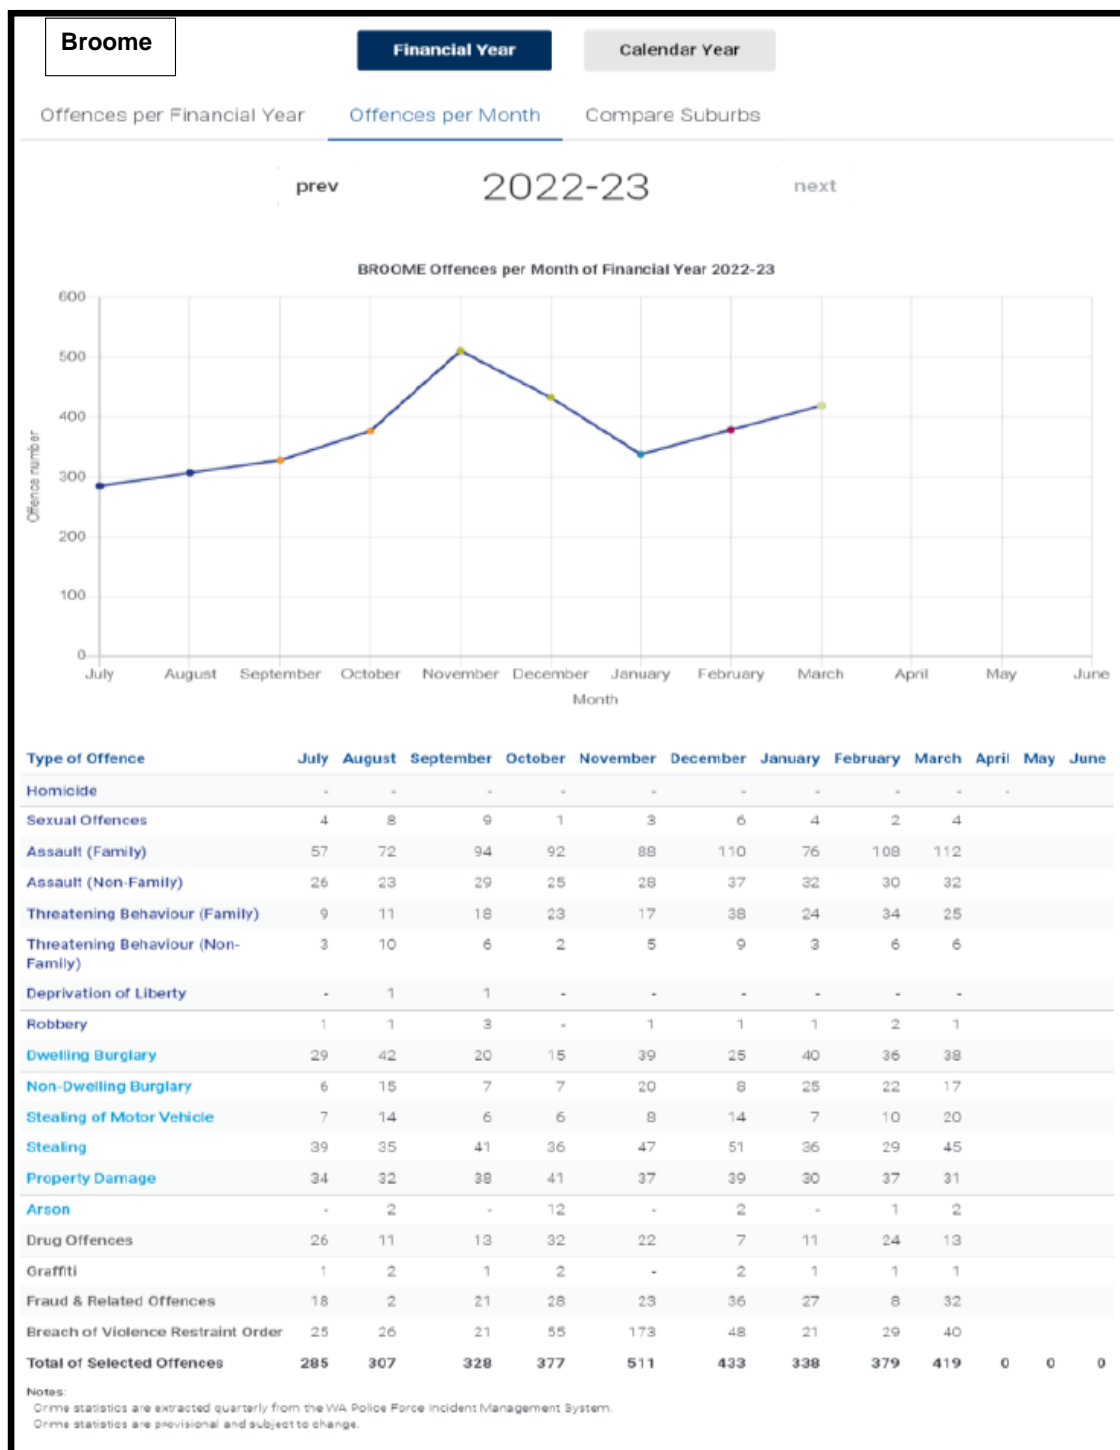 Broome
Financial Year Calendar Year
Offences per Financial Year Offences per Month Compare Suburbs
prev 2022-23 next
BROOME Offences per Month of Financial Year 2022-23
600
500
400
300
200
100
0
Offence number
July August September October November December January February March April May June
Month
Type of Offence July August September October November December January February March April May June
Homicide - - - - - - - - - -
Sexual Offences 4 8 9 1 3 6 4 2 4
Assault (Family) 57 72 94 92 88 110 76 108 112
Assault (Non-Family) 26 23 29 25 28 37 32 30 32
Threatening Behaviour (Family) 9 11 18 23 17 38 24 34 25
Threatening Behaviour (Non- 3 10 6 2 5 9 3 6 6
Family)
Deprivation of Liberty - 1 1 - - - - - -
Robbery 1 1 3 - 1 1 1 2 1
Dwelling Burglary 29 42 20 15 39 25 40 36 38
Non-Dwelling Burglary 6 15 7 7 20 8 25 22 17
Stealing of Motor Vehicle 7 14 6 6 8 14 7 10 20
Stealing 39 35 41 36 47 51 36 29 45
Property Damage 34 32 38 41 37 39 30 37 31
Arson - 2 - 12 - 2 - 1 2
Drug Offences 26 11 13 32 22 7 11 24 13
Graffiti 1 2 1 2 - 2 1 1 1
Fraud & Related Offences 18 2 21 28 23 36 27 8 32
Breach of Violence Restraint Order 25 26 21 55 173 48 21 29 40
Total of Selected Offences 285 307 328 377 511 433 338 379 419 0 0 0
Notes:
Crime statistics are extracted quarterly from the WA Police Force Incident Management System.
Crime statistics are provisional and subject to change.